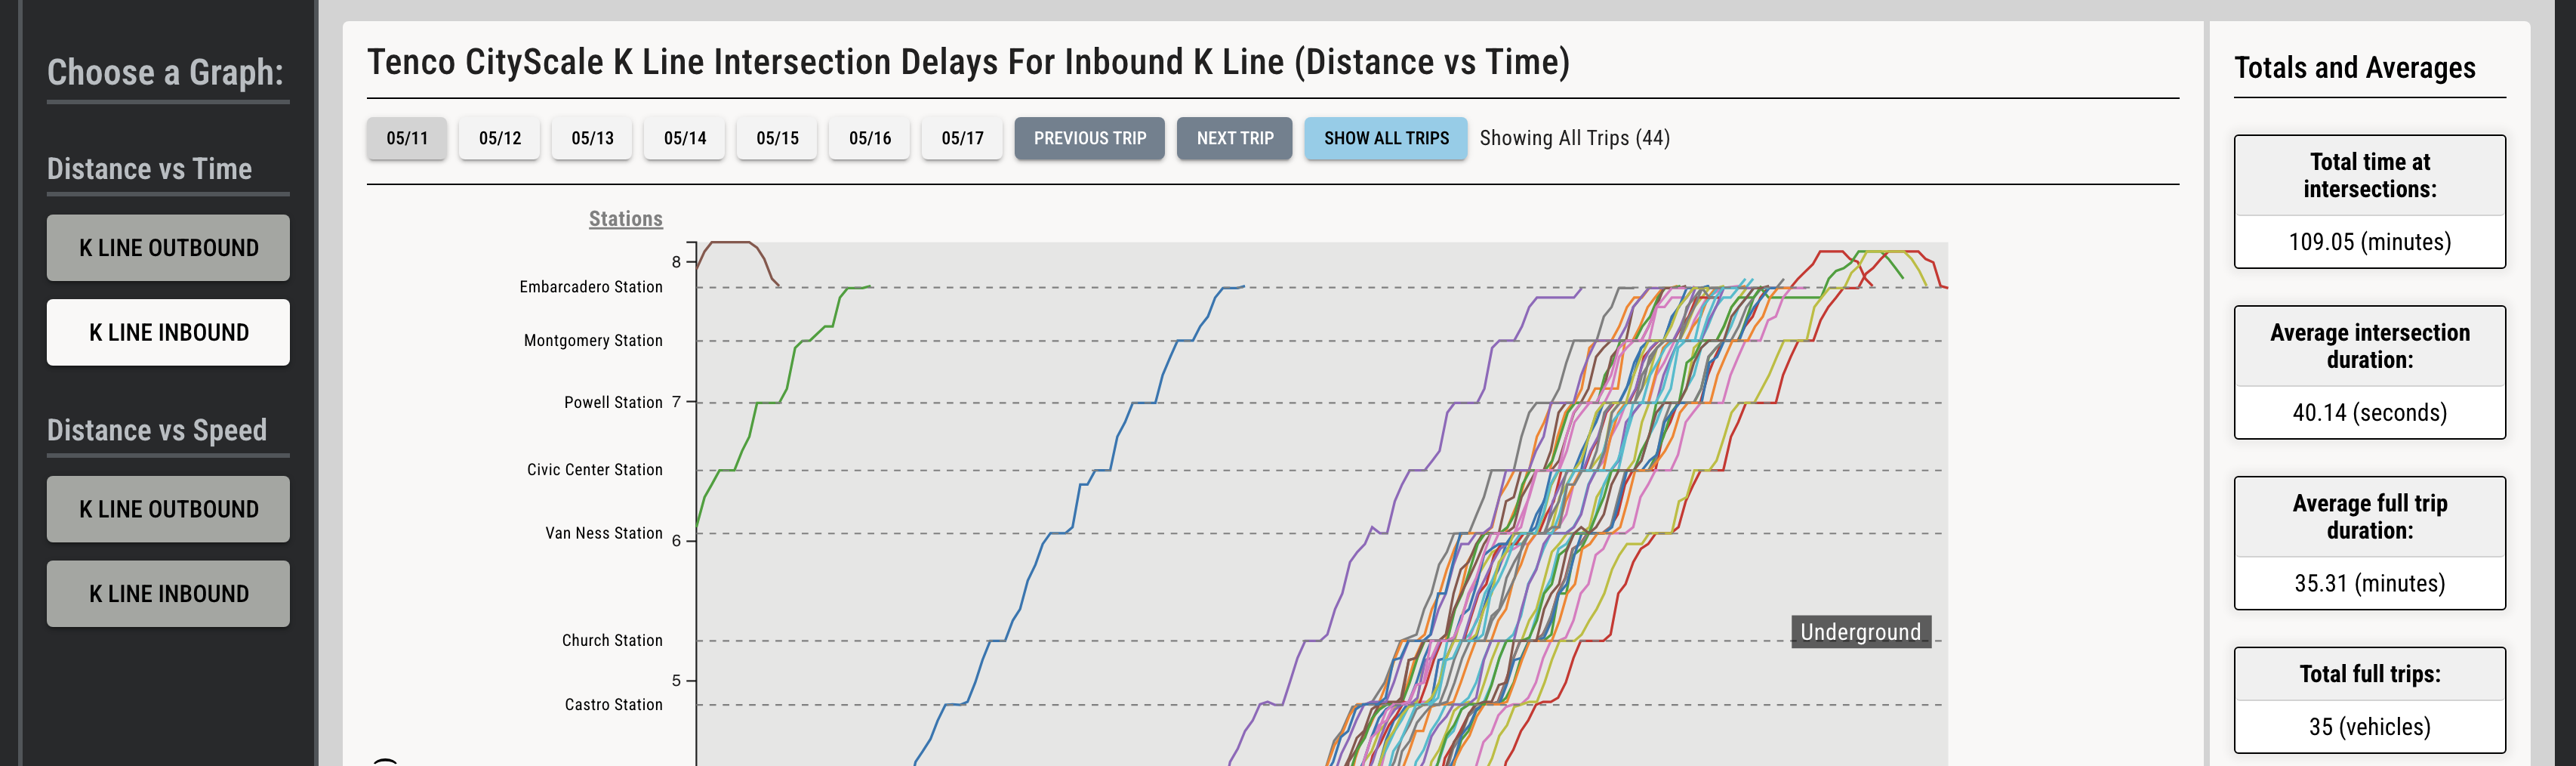 Choose a Graph:
Distance vs Time
K LINE OUTBOUND
K LINE INBOUND
Distance vs Speed
K LINE OUTBOUND
K LINE INBOUND
Tenco CityScale K Line Intersection Delays For Inbound K Line (Distance vs Time)
05/11 05/12 05/13 05/14 05/15 05/16 05/17 PREVIOUS TRIP NEXT TRIP SHOW ALL TRIPS Showing All Trips (44)
Stations
8
Embarcadero Station
Montgomery Station
Powell Station 7
Civic Center Station
Van Ness Station 6
Church Station
Underground
5
Castro Station
)
Totals and Averages
Total time at
intersections:
109.05 (minutes)
Average intersection
duration:
40.14 (seconds)
Average full trip
duration:
35.31 (minutes)
Total full trips:
35 (vehicles)